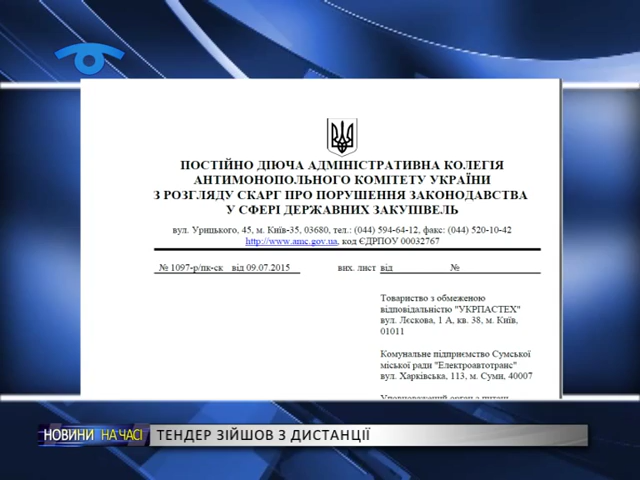 ПОСТІЙНО ДІЮЧА АДМІНІСТРАТИВНА КОЛЕГІЯ
АНТИМОНОПОЛЬНОГО КОМІТЕТУ УКРАЇНИ
З РОЗГЛЯДУ СКАРГ ПРО ПОРУШЕННЯ ЗАКОНОДАВСТВА
У СФЕРІ ДЕРЖАВНИХ ЗАКУПІВЕЛЬ
вул. Урицького, 45, м. Київ-35, 03680, тел.: (044) 594-64-12, факс: (044) 520-10-42
http://www.amc.gov.ua, код ЄДРПОУ 00032767
№ 1097-р/пк-ск від 09.07.2015 вих. лист від №
Товариство з обмеженою
відповідальністю "УКРПАСТЕХ"
вул. Лєскова, 1 А, кв. 38, м. Київ,
01011
Комунальне підприємство Сумської
міської ради "Електроавтотранс"
вул. Харківська, 113, м. Суми, 40007
Уповноважений орган з питань
НОВИНИ НА ЧАСІ
ТЕНДЕР ЗІЙШОВ З ДИСТАНЦІЇ